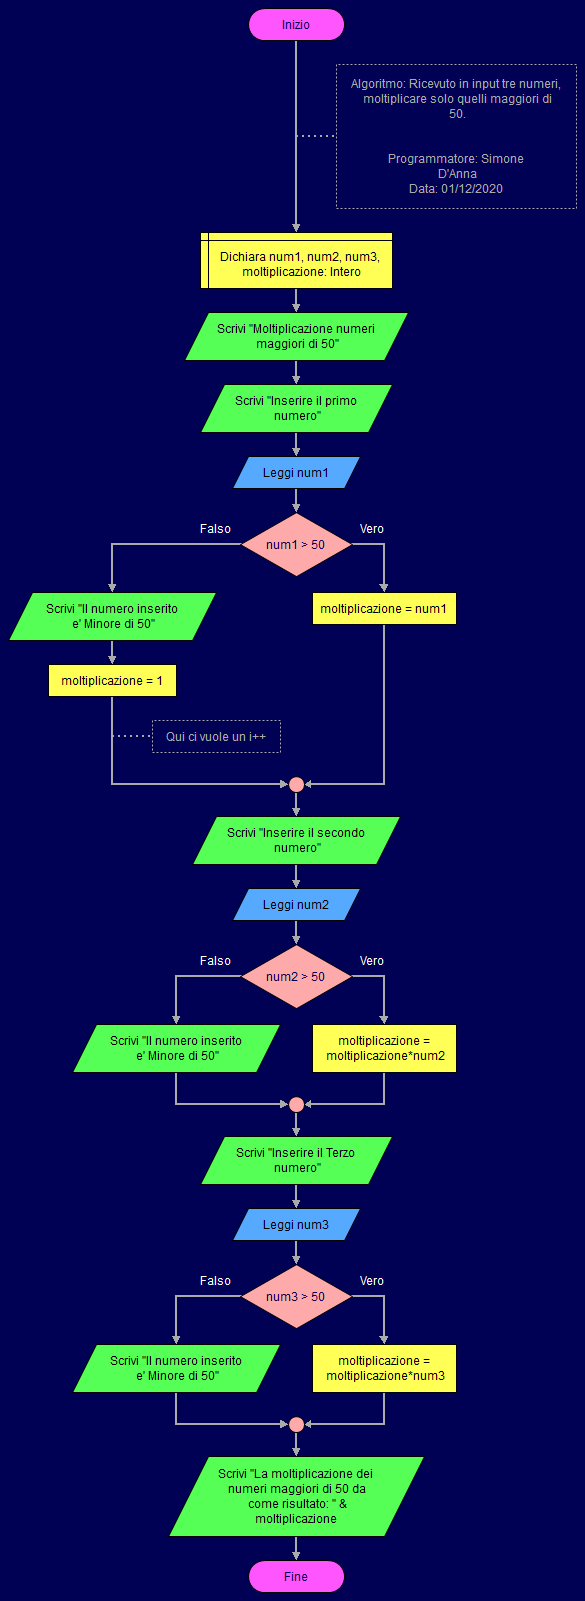 Inizio
Algoritmo: Ricevuto in input tre numeri,
moltiplicare solo quelli maggiori di
50.
Programmatore: Simone
D'Anna
Data: 01/12/2020
Dichiara num1, num2, num3,
moltiplicazione: Intero
Scrivi "Moltiplicazione numeri
maggiori di 50"
Scrivi "Inserire il primo
numero"
Leggi num1
Falso
Vero
num1 > 50
Scrivi "Il numero inserito
e' Minore di 50"
moltiplicazione = num1
moltiplicazione = 1
Qui ci vuole un i++
Scrivi "Inserire il secondo
numero"
Leggi num2
Falso
Vero
num2 > 50
Scrivi "Il numero inserito
e' Minore di 50"
moltiplicazione =
moltiplicazione*num2
Scrivi "Inserire il Terzo
numero"
Leggi num3
Falso
Vero
num3 > 50
Scrivi "Il numero inserito
e' Minore di 50"
moltiplicazione =
moltiplicazione*num3
Scrivi "La moltiplicazione dei
numeri maggiori di 50 da
come risultato: " &
moltiplicazione
Fine